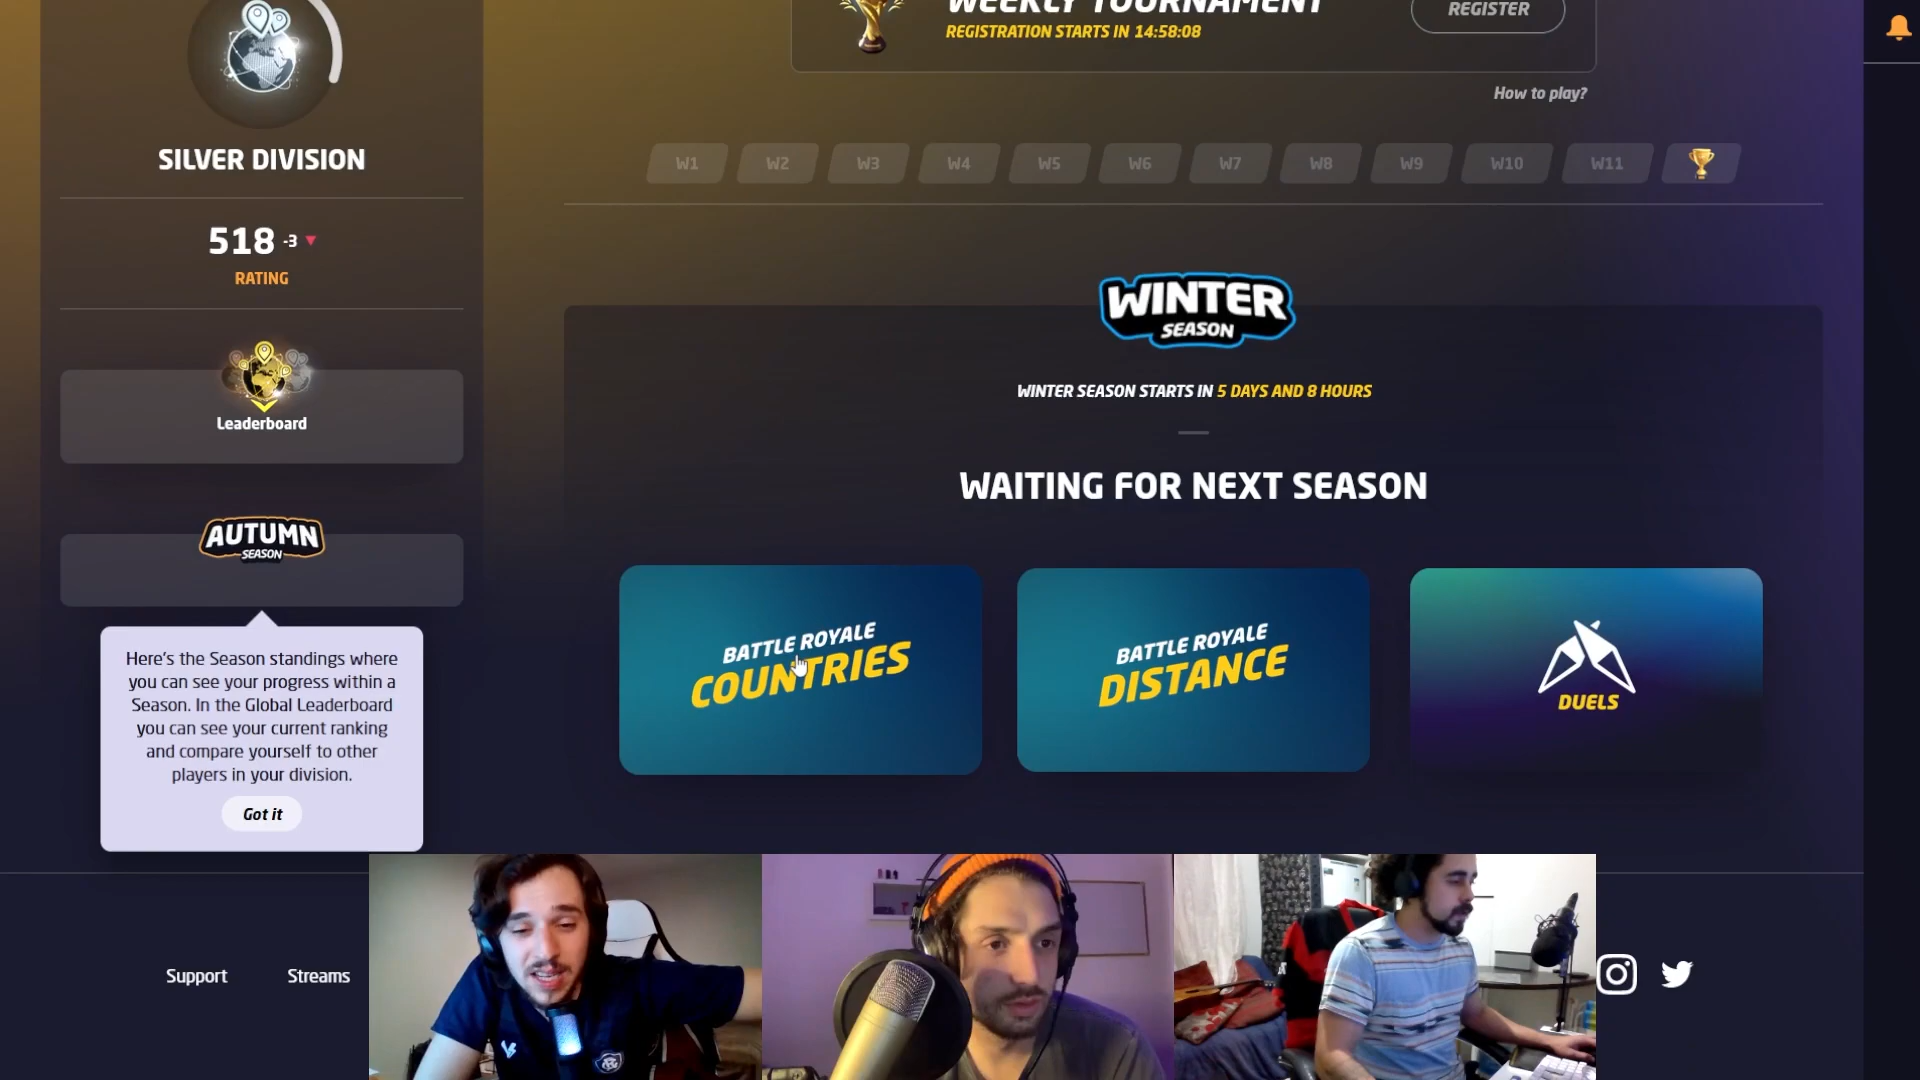 WEEKLY TOURNAMENT
REGISTRATION STARTS IN 14:58:08
REGISTER
How to play?
W1 W2 W3 W4 W5 W6 W7 W8 W9 W10 W11
SILVER DIVISION
518 -3
RATING
Leaderboard
AUTUMN
SEASON
Here's the Season standings where
you can see your progress within a
Season. In the Global Leaderboard
you can see your current ranking
and compare yourself to other
players in your division.
Got it
WINTER
SEASON
WINTER SEASON STARTS IN 5 DAYS AND 8 HOURS
WAITING FOR NEXT SEASON
BATTLE ROYALE
COUNTRIES
BATTLE ROYALE
DISTANCE
DUELS
Support
Streams